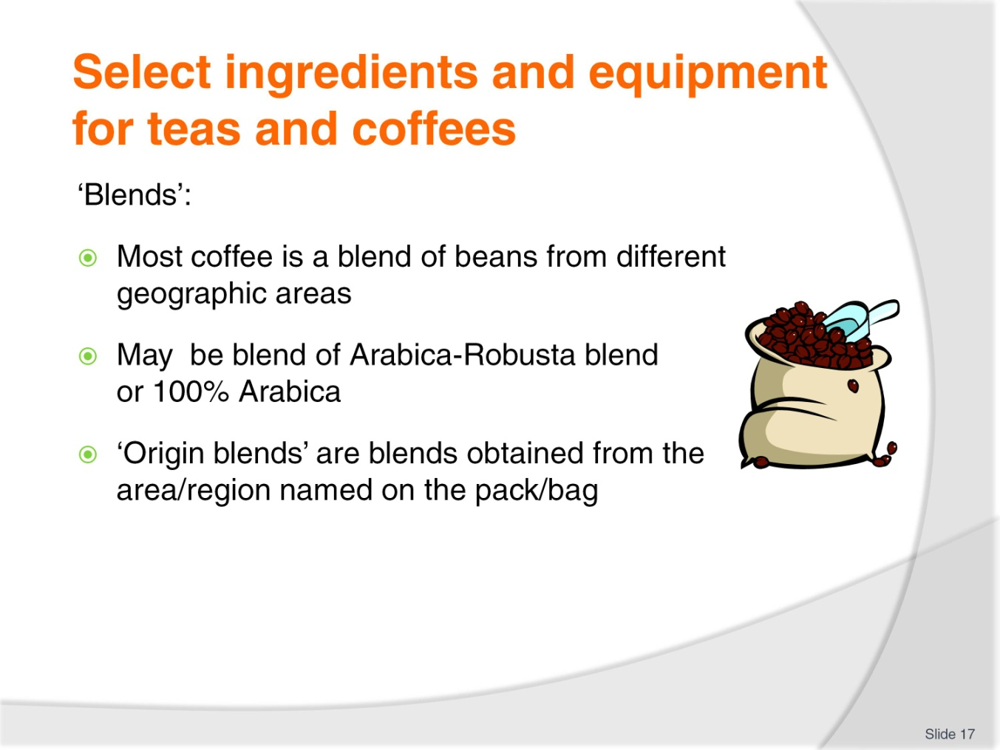 Select ingredients and equipment
for teas and coffees
‘Blends’:
Most coffee is a blend of beans from different
geographic areas
May  be blend of Arabica-Robusta blend
or 100% Arabica
‘Origin blends’ are blends obtained from the
area/region named on the pack/bag
Slide 17